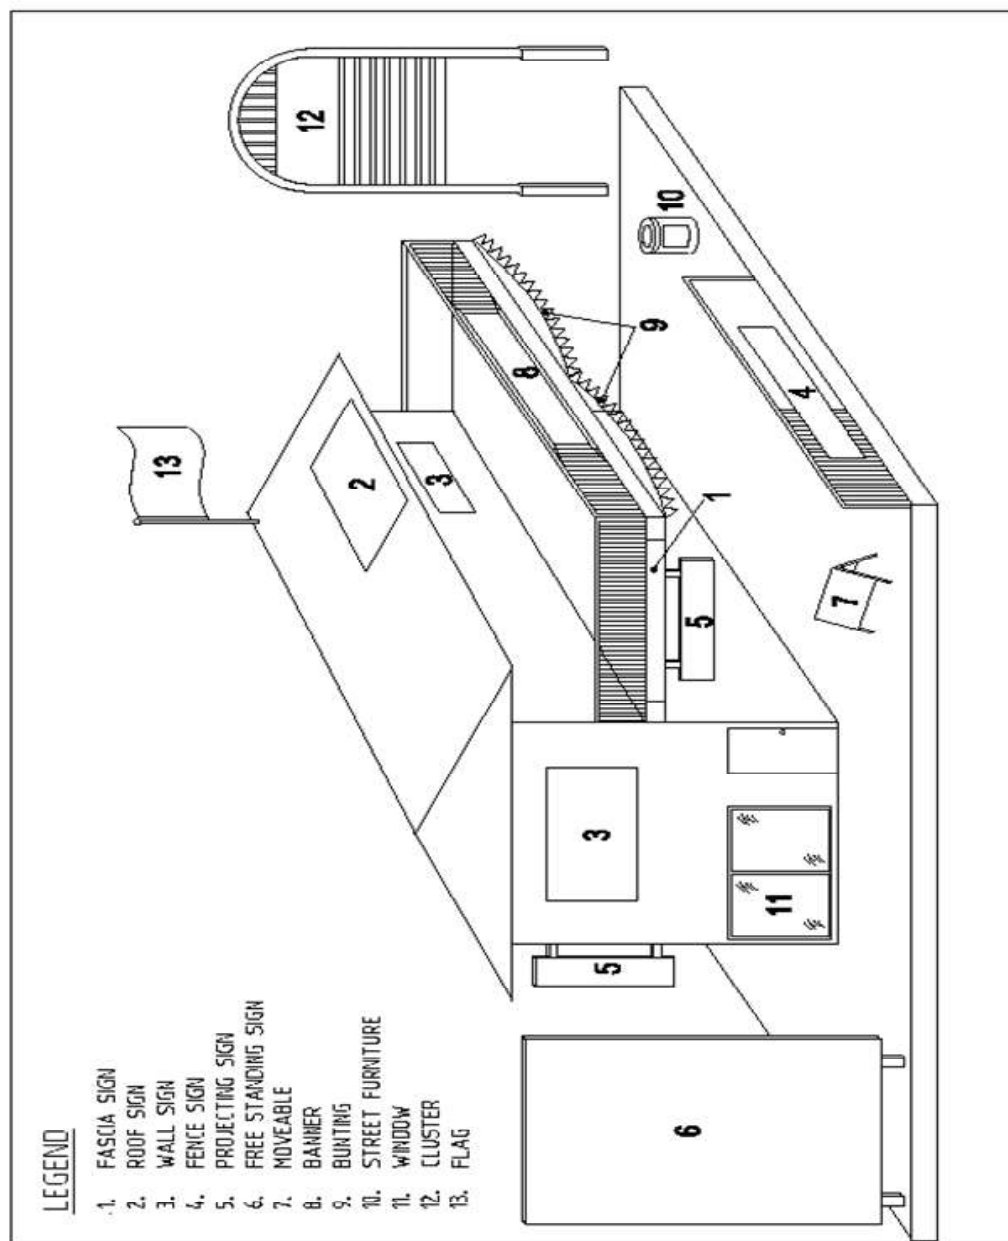 LEGEND
1. FASCIA SIGN
2. ROOF SIGN
3. WALL SIGN
4. FENCE SIGN
5. PROJECTING SIGN
6. FREE STANDING SIGN
7. MOVEABLE
8. BANNER
9. BUNTING
10. STREET FURNITURE
11. WINDOW
12. CLUSTER
13. FLAG
13
12
2
3
8
9
10
4
1
5
7
3
5
11
6